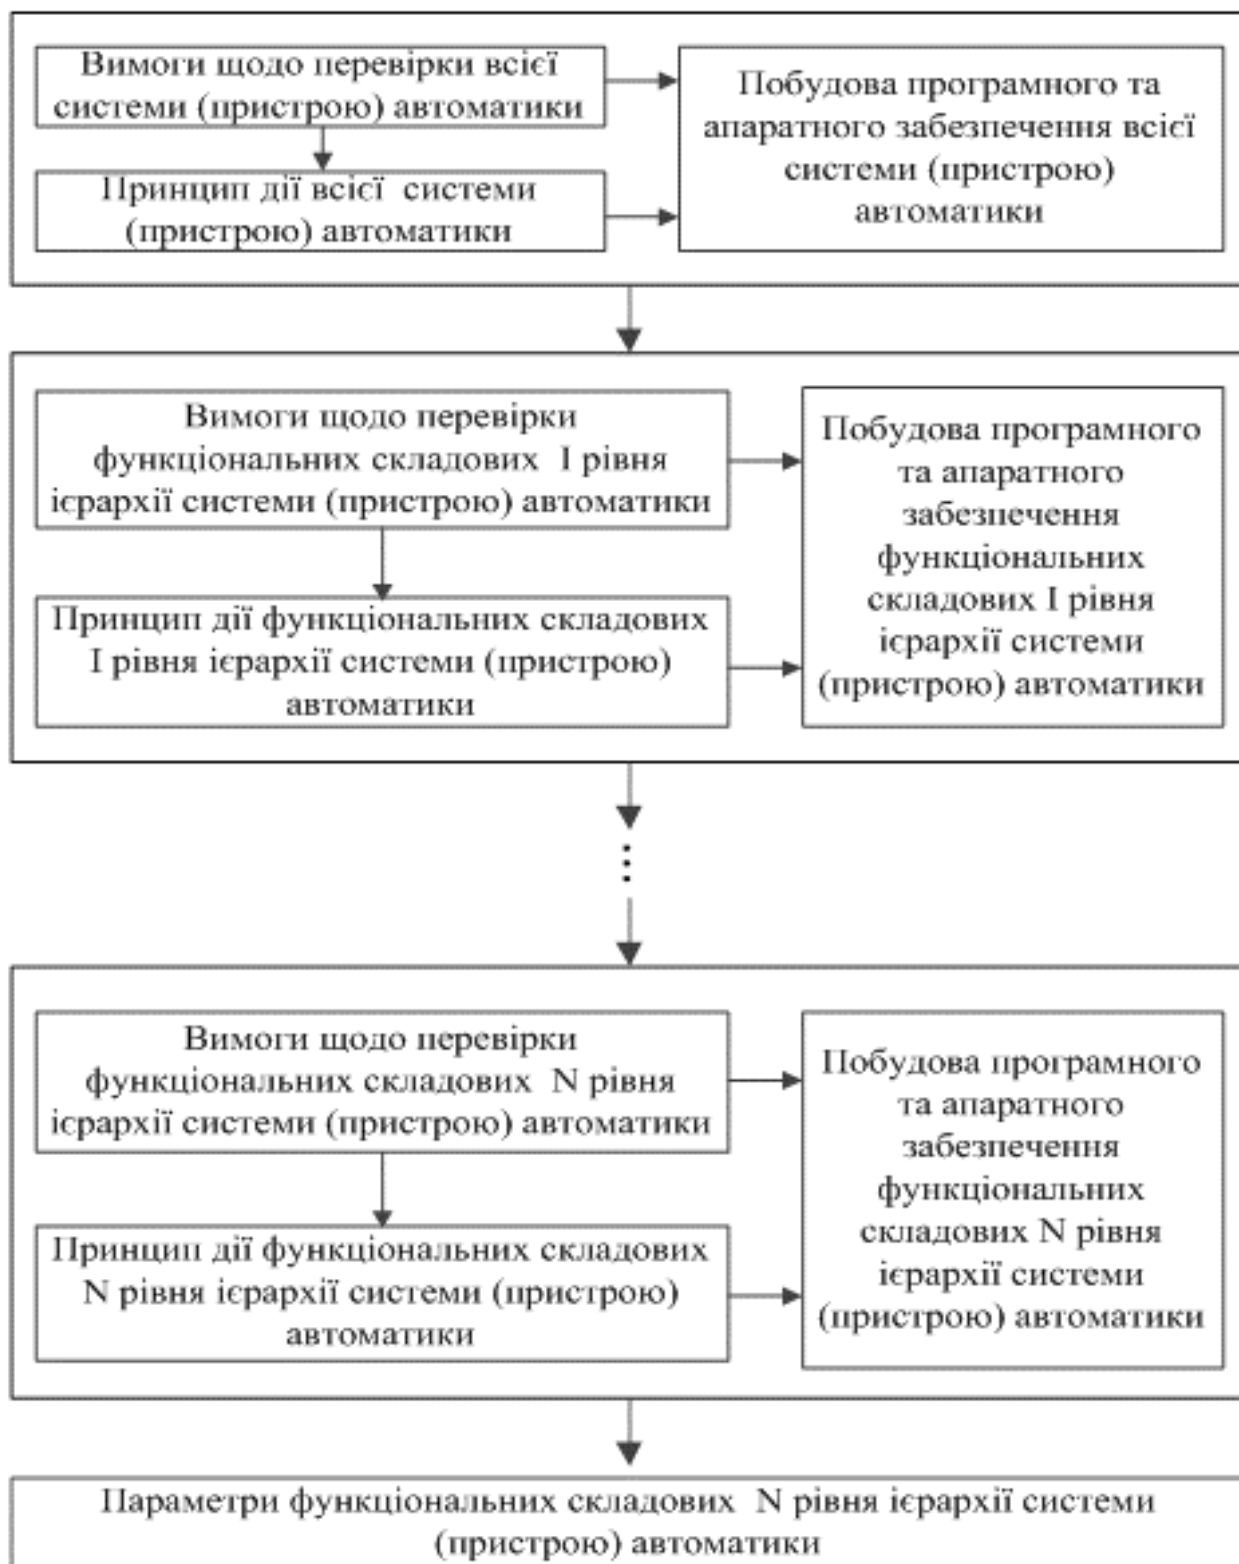 Вимоги щодо перевірки всієї
системи (пристрою) автоматики
Принцип дії всієї системи
(пристрою) автоматики
Побудова програмного та
апаратного забезпечення всієї
системи (пристрою)
автоматики
Вимоги щодо перевірки
функціональних складових I рівня
ієрархії системи (пристрою) автоматики
Принцип дії функціональних складових
I рівня ієрархії системи (пристрою)
автоматики
Побудова програмного
та апаратного
забезпечення
функціональних
складових I рівня
ієрархії системи
(пристрою) автоматики
Вимоги щодо перевірки
функціональних складових N рівня
ієрархії системи (пристрою) автоматики
Принцип дії функціональних складових
N рівня ієрархії системи (пристрою)
автоматики
Побудова програмного
та апаратного
забезпечення
функціональних
складових N рівня
ієрархії системи
(пристрою) автоматики
Параметри функціональних складових N рівня ієрархії системи
(пристрою) автоматики